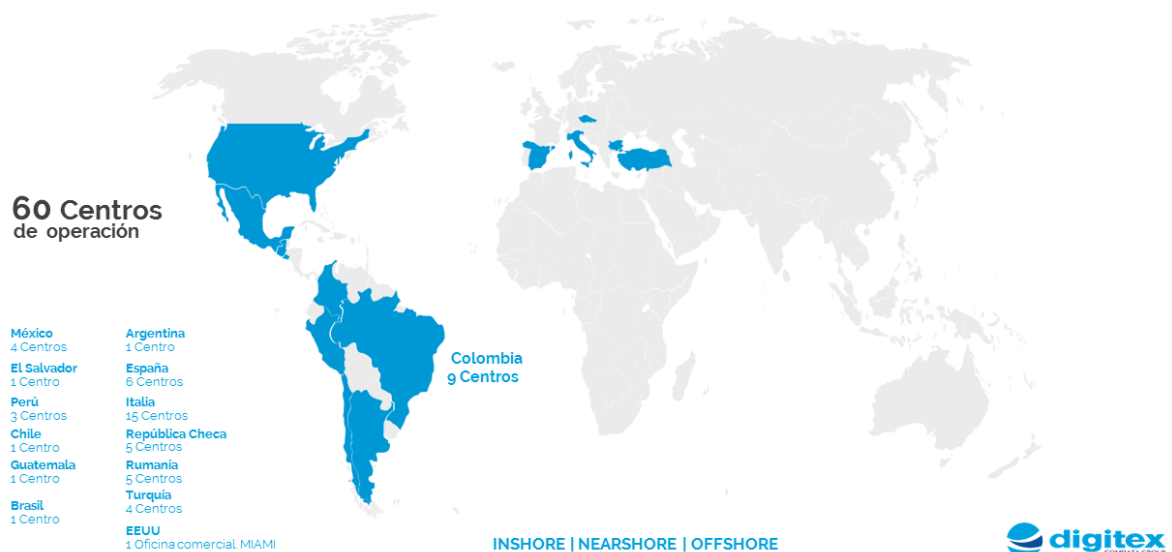 60 Centros
de operación
México
4 Centros
El Salvador
1 Centro
Perú
3 Centros
Chile
1 Centro
Guatemala
1 Centro
Brasil
1 Centro
Argentina
1 Centro
España
6 Centros
Italia
15 Centros
República Checa
5 Centros
Rumanía
5 Centros
Turquía
4 Centros
EEUU
1 Oficina comercial. MIAMI
Colombia
9 Centros
INSHORE | NEARSHORE | OFFSHORE
digitex
COMDATA GROUP